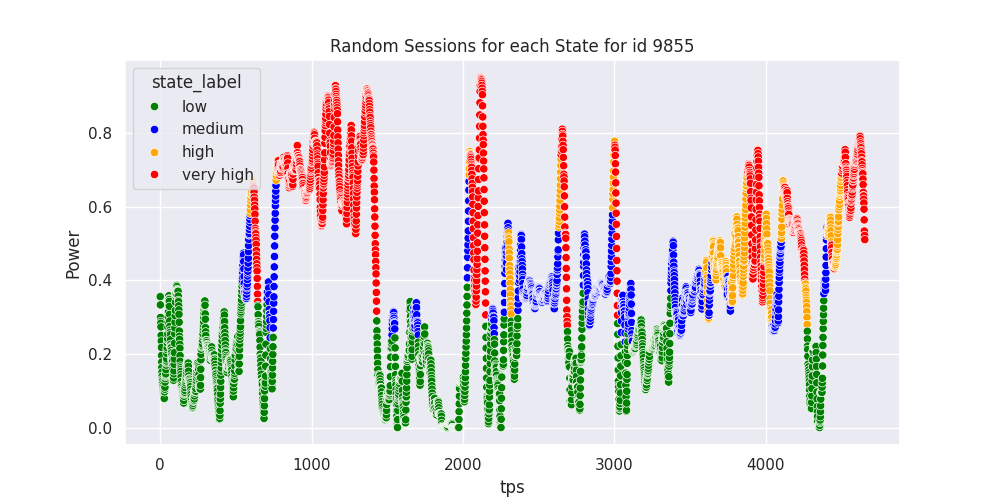 Random Sessions for each State for id 9855
state_label
low
medium
high
very high
Power
0.8
0.6
0.4
0.2
0.0
0 1000 2000 3000 4000
tps